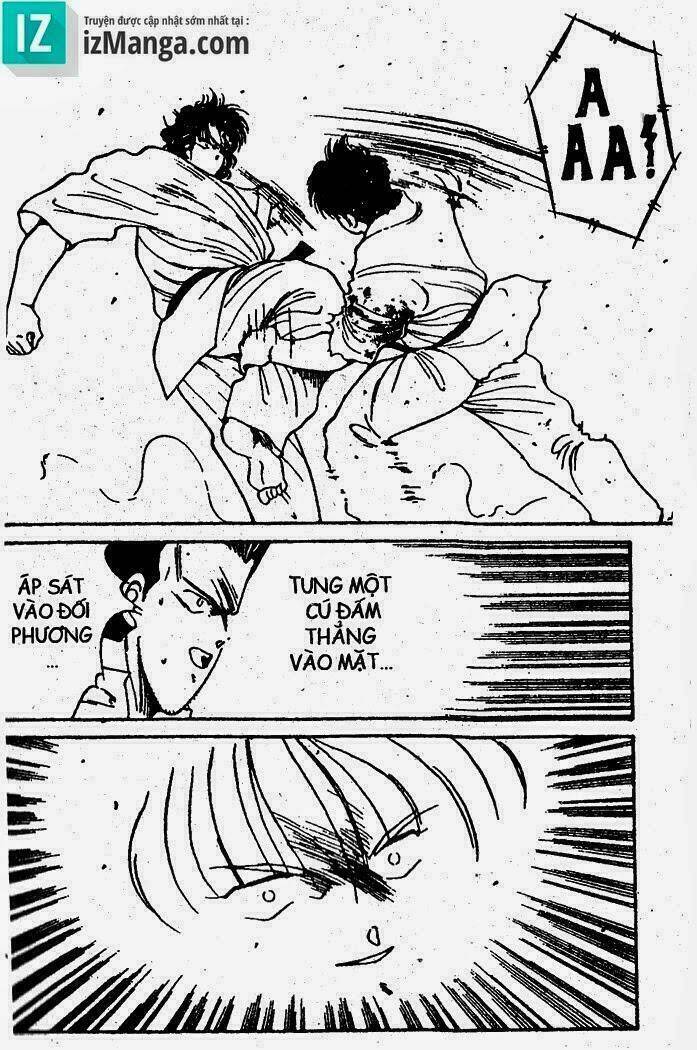 IZ
Truyện được cập nhật sớm nhất tại :
izManga.com
A
AA!
ÁP SÁT
VÀO ĐỐI
PHƯƠNG
...
TUNG MỘT
CÚ ĐẤM
THẲNG
VÀO MẶT...